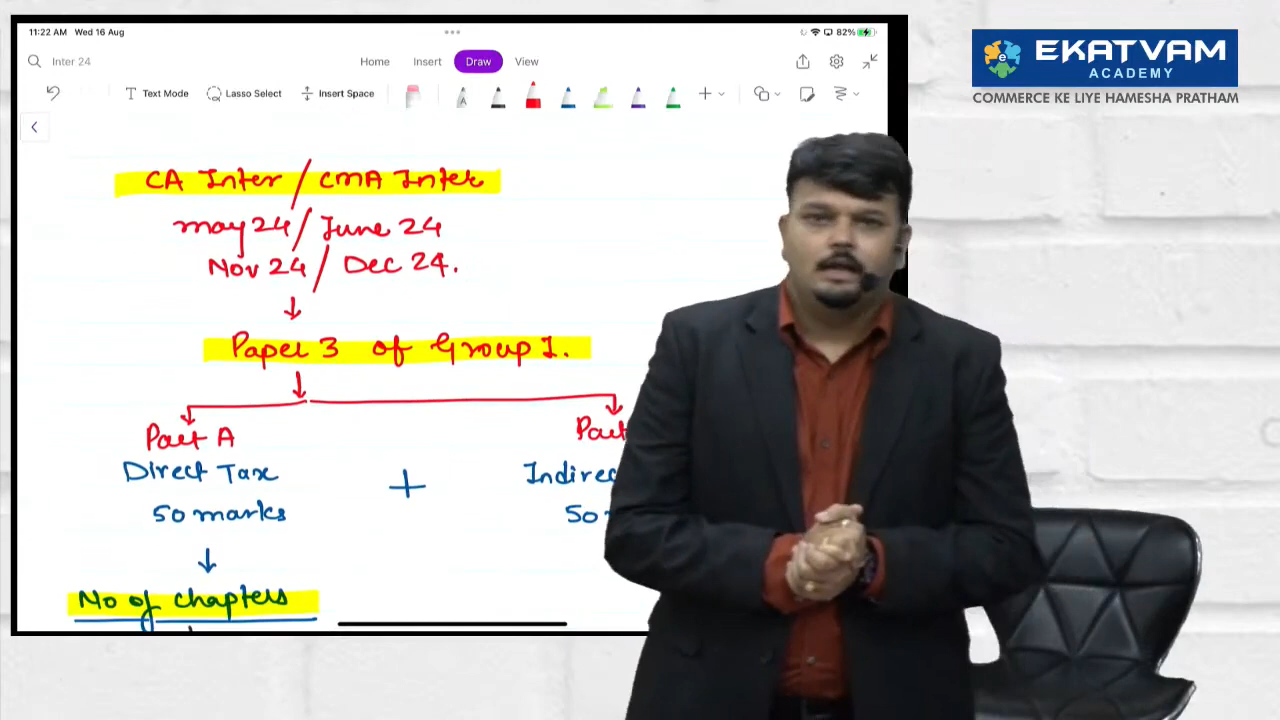 11:22 AM Wed 16 Aug
82%
Inter 24
Home Insert Draw View
Text Mode Lasso Select Insert Space
EKATVAM
ACADEMY
COMMERCE KE LIYE HAMESHA PRATHAM
CA Inter / CMA Inter
may 24 / June 24
Nov 24 / Dec 24.
Paper 3 of Group I.
Part A
Direct Tax + 
50 marks 50
No of chapters